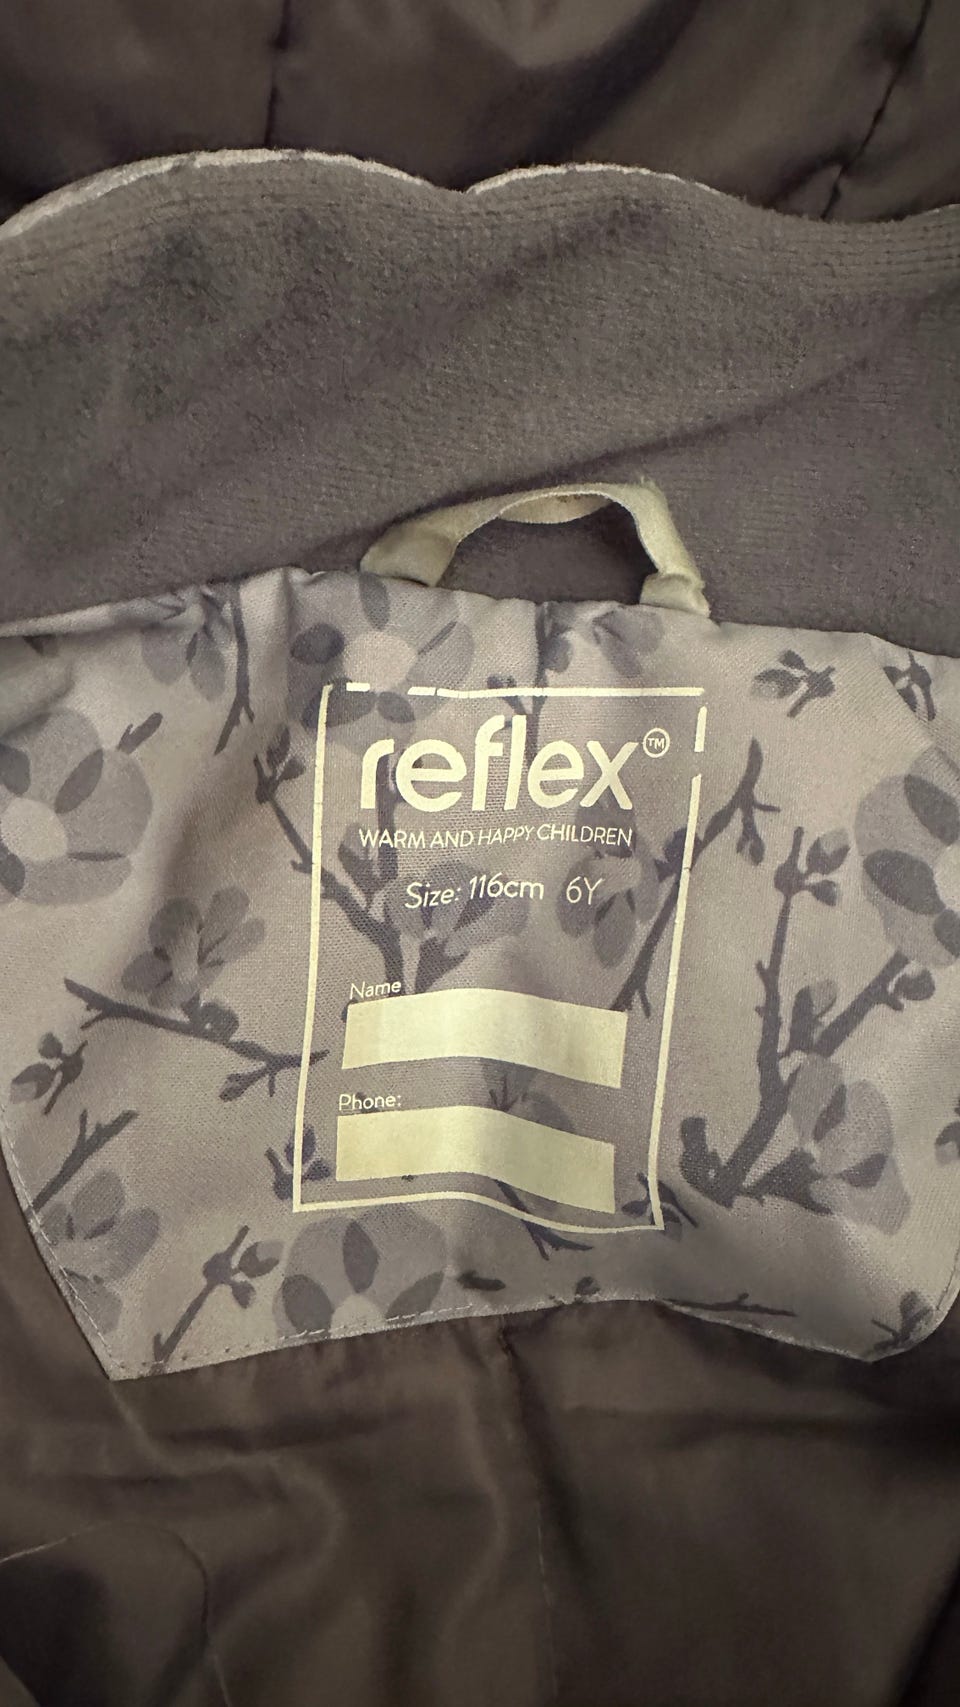 reflex™
WARM AND HAPPY CHILDREN
Size: 116cm 6Y
Name
Phone: